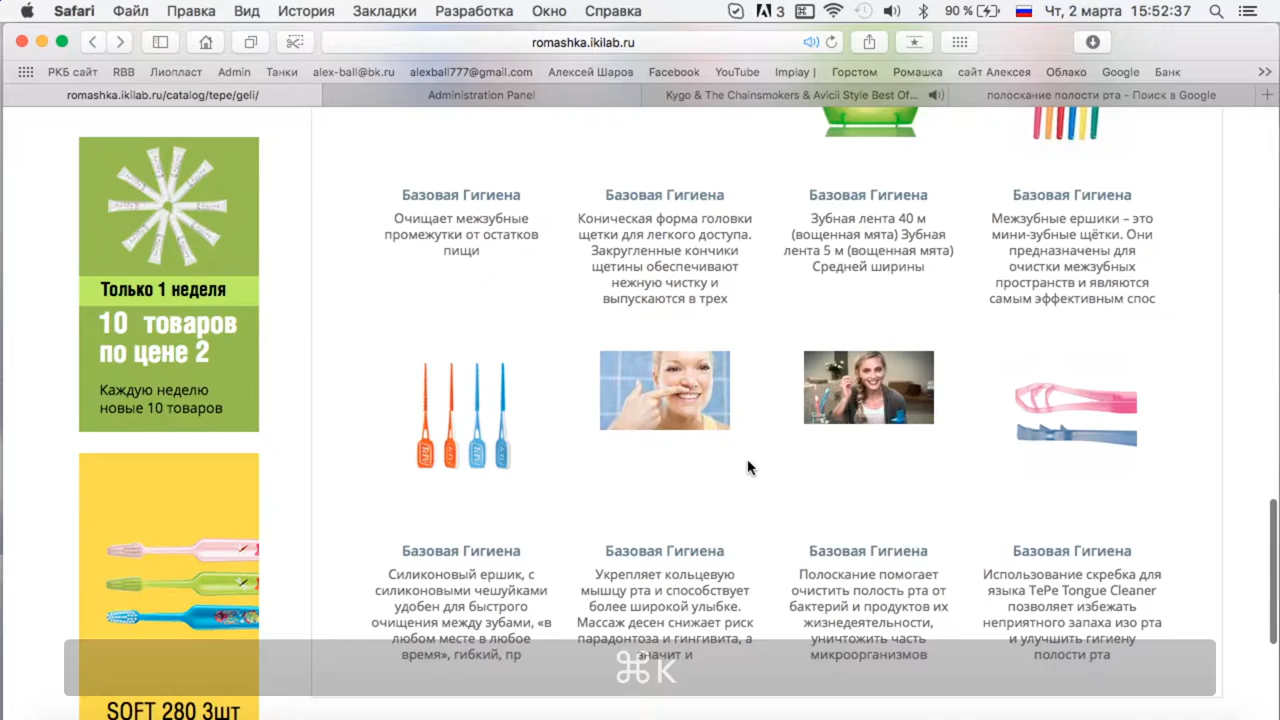 Safari Файл Правка Вид История Закладки Разработка Окно Справка 3 90 % Чт, 2 марта 15:52:37
romashka.ikilab.ru
РКБ сайт RBB Лиопласт Admin Танки alex-ball@bk.ru alexball777@gmail.com Алексей Шаров Facebook YouTube Implay | Горстом Ромашка сайт Алексея Облако Google Банк
romashka.ikilab.ru/catalog/tepe/geli/ Administration Panel Kygo & The Chainsmokers & Avicii Style Best Of... полоскание полости рта - Поиск в Google
Только 1 неделя
10 товаров
по цене 2
Каждую неделю
новые 10 товаров
SOFT 280 3шт
Базовая Гигиена
Очищает межзубные
промежутки от остатков
пищи
Базовая Гигиена
Коническая форма головки
щетки для легкого доступа.
Закругленные кончики
щетины обеспечивают
нежную чистку и
выпускаются в трех
Базовая Гигиена
Зубная лента 40 м
(вощенная мята) Зубная
лента 5 м (вощенная мята)
Средней ширины
Базовая Гигиена
Межзубные ершики – это
мини-зубные щётки. Они
предназначены для
очистки межзубных
пространств и являются
самым эффективным спос
Базовая Гигиена
Силиконовый ершик, с
силиконовыми чешуйками
удобен для быстрого
очищения между зубами, «в
любом месте в любое
время», гибкий, пр
Базовая Гигиена
Укрепляет кольцевую
мышцу рта и способствует
более широкой улыбке.
Массаж десен снижает риск
парадонтоза и гингивита, а
значит и
Базовая Гигиена
Полоскание помогает
очистить полость рта от
бактерий и продуктов их
жизнедеятельности,
уничтожить часть
микроорганизмов
Базовая Гигиена
Использование скребка для
языка TePe Tongue Cleaner
позволяет избежать
неприятного запаха изо рта
и улучшить гигиену
полости рта
⌘K